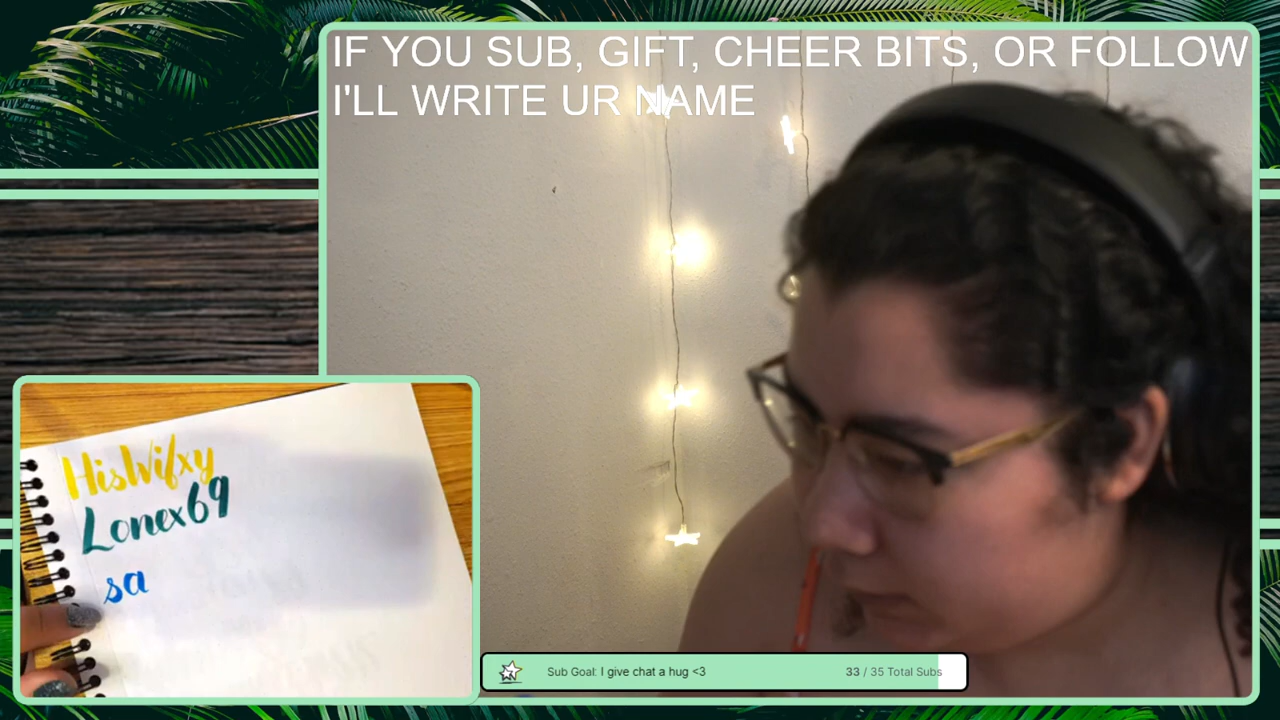 IF YOU SUB, GIFT, CHEER BITS, OR FOLLOW
I'LL WRITE UR NAME
HisWifxy
Lonex69
sa
Sub Goal: I give chat a hug <3 33 / 35 Total Subs